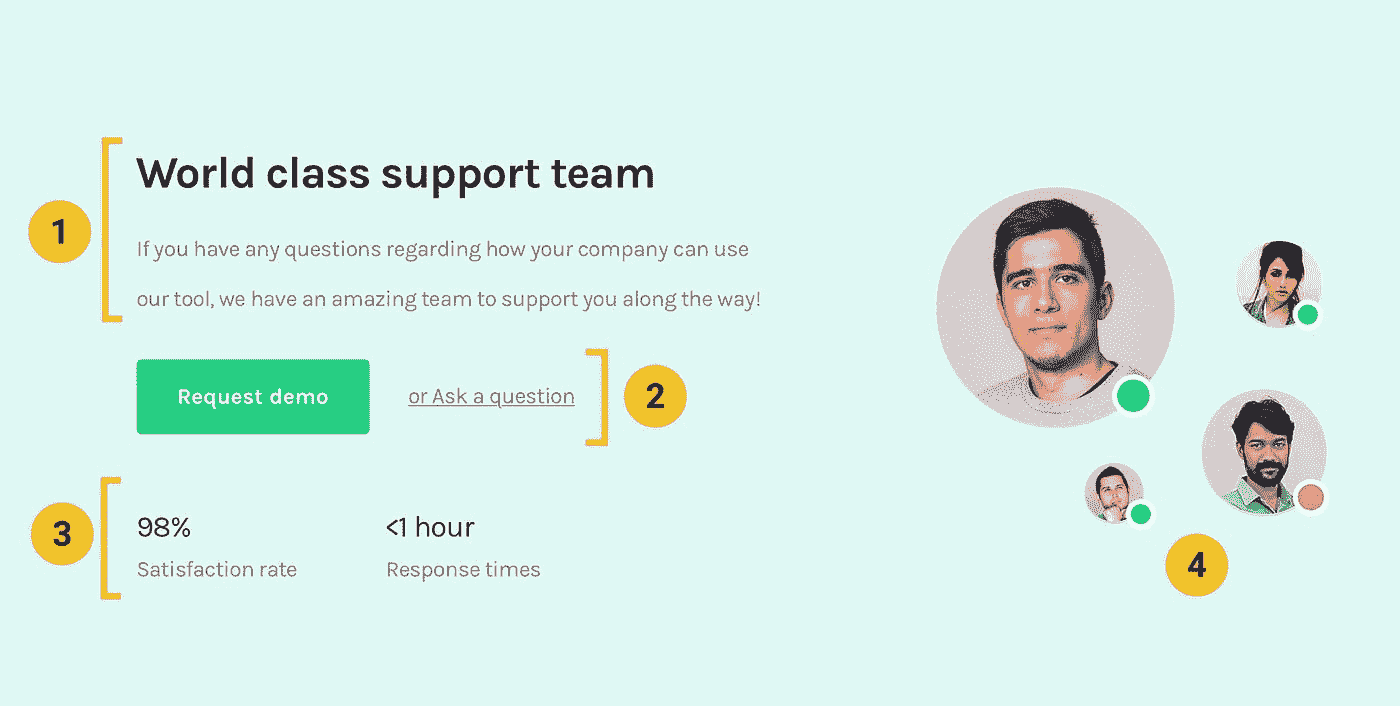 World class support team
1
If you have any questions regarding how your company can use
our tool, we have an amazing team to support you along the way!
Request demo
or Ask a question
2
3
98%
<1 hour
Satisfaction rate
Response times
4